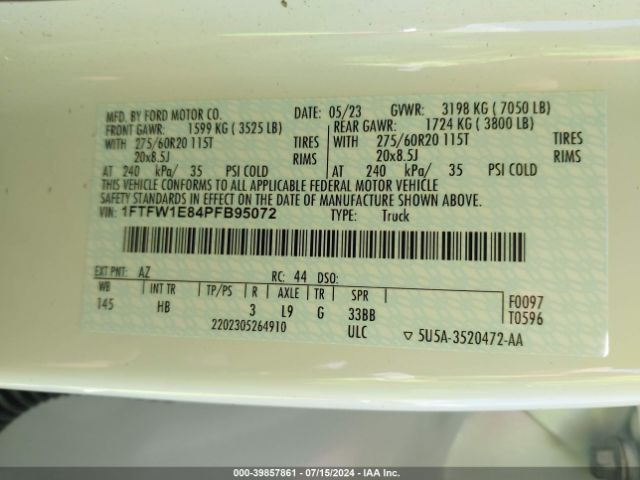 MFD. BY FORD MOTOR CO. DATE: 05/23 GVWR: 3198 KG ( 7050 LB)
FRONT GAWR: 1599 KG ( 3525 LB) REAR GAWR: 1724 KG ( 3800 LB)
WITH 275/60R20 115T TIRES WITH 275/60R20 115T TIRES
20x8.5J RIMS 20x8.5J RIMS
AT 240 kPa/ 35 PSI COLD AT 240 kPa/ 35 PSI COLD
THIS VEHICLE CONFORMS TO ALL APPLICABLE FEDERAL MOTOR VEHICLE
SAFETY STANDARDS IN EFFECT ON THE DATE OF MANUFACTURE SHOWN ABOVE.
VIN: 1FTFW1E84PFB95072 TYPE: Truck
EXT PNT: AZ RC: 44 DSO:
WB INT TR TP/PS R AXLE TR SPR F0097
145 HB 3 L9 G 33BB T0596
2202305264910 ULC ▽ 5U5A-3520472-AA
000-39857861 | 07/15/2024 | IAA Inc.